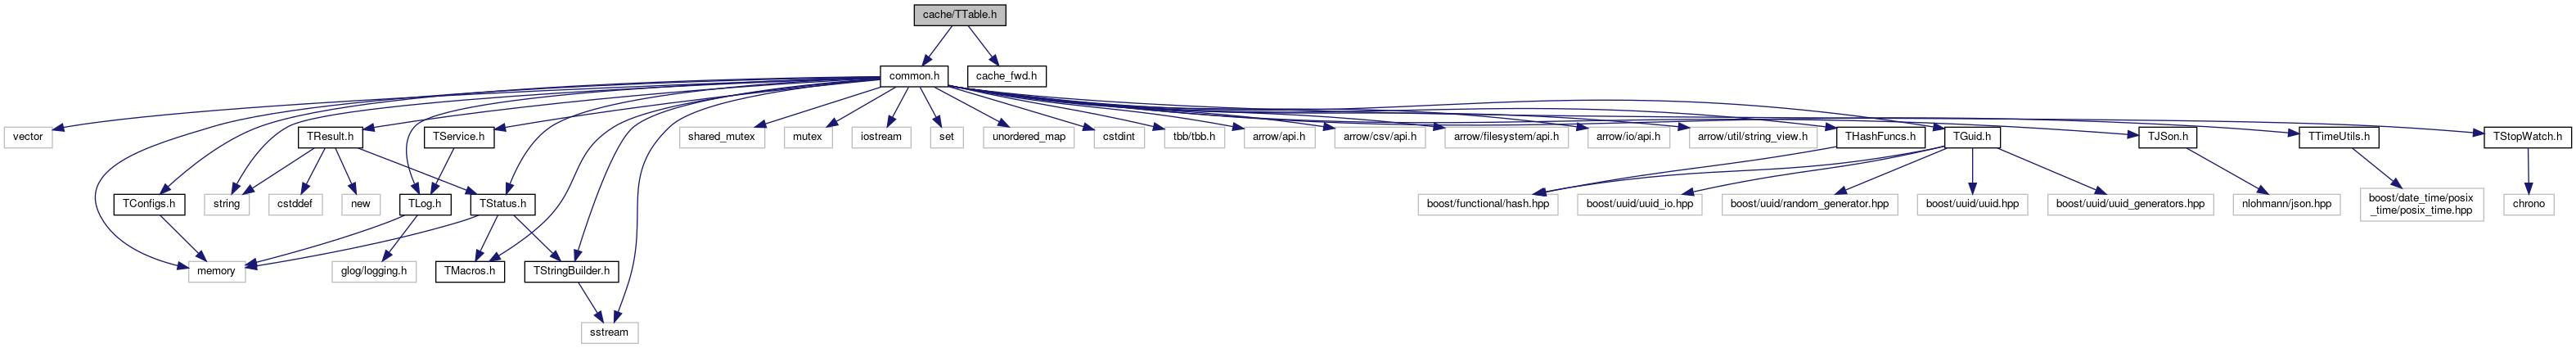 cache/TTable.h
common.h
cache_fwd.h
vector
TResult.h
TService.h
shared_mutex
mutex
iostream
set
unordered_map
cstdint
tbb/tbb.h
arrow/api.h
arrow/csv/api.h
arrow/filesystem/api.h
arrow/io/api.h
arrow/util/string_view.h
THashFuncs.h
TGuid.h
TJSon.h
TTimeUtils.h
TStopWatch.h
TConfigs.h
string
cstddef
new
TLog.h
TStatus.h
boost/functional/hash.hpp
boost/uuid/uuid_io.hpp
boost/uuid/random_generator.hpp
boost/uuid/uuid.hpp
boost/uuid/uuid_generators.hpp
nlohmann/json.hpp
boost/date_time/posix
_time/posix_time.hpp
chrono
memory
glog/logging.h
TMacros.h
TStringBuilder.h
sstream